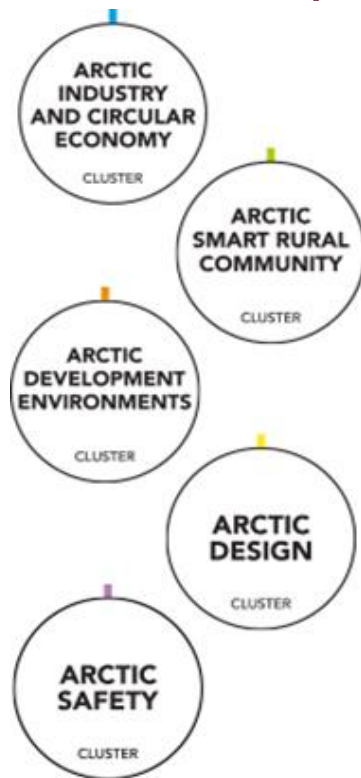 ARCTIC
INDUSTRY
AND CIRCULAR
ECONOMY
CLUSTER
ARCTIC
SMART RURAL
COMMUNITY
CLUSTER
ARCTIC
DEVELOPMENT
ENVIRONMENTS
CLUSTER
ARCTIC
DESIGN
CLUSTER
ARCTIC
SAFETY
CLUSTER